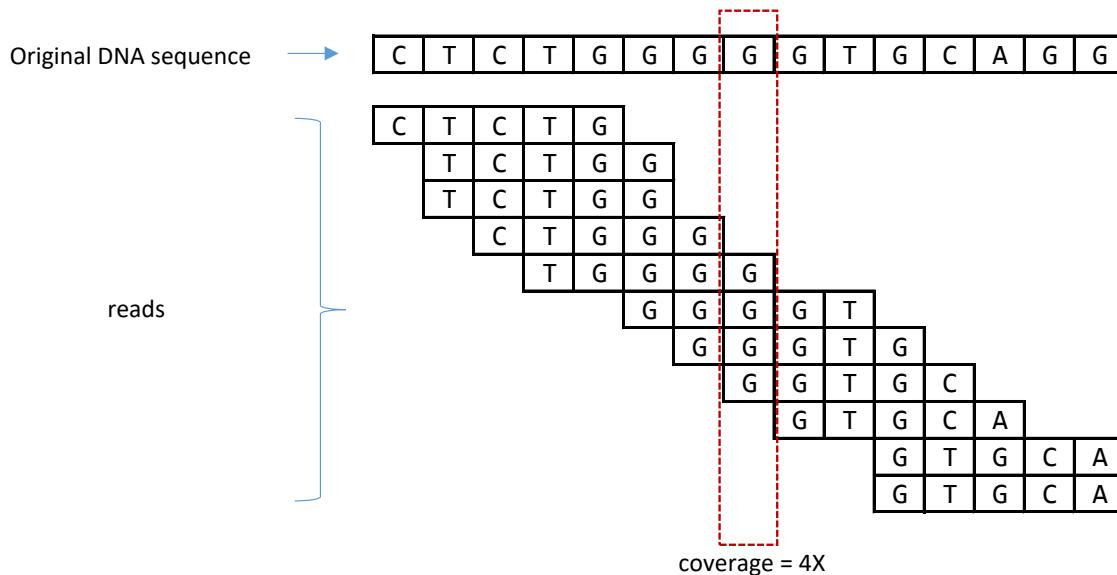 Original DNA sequence C T C T G G G G G T G C A G G
C T C T G
T C T G G
T C T G G
C T G G G
T G G G G
reads G G G G T
G G G T G
G G T G C
G T G C A
G T G C A
G T G C A
coverage = 4X